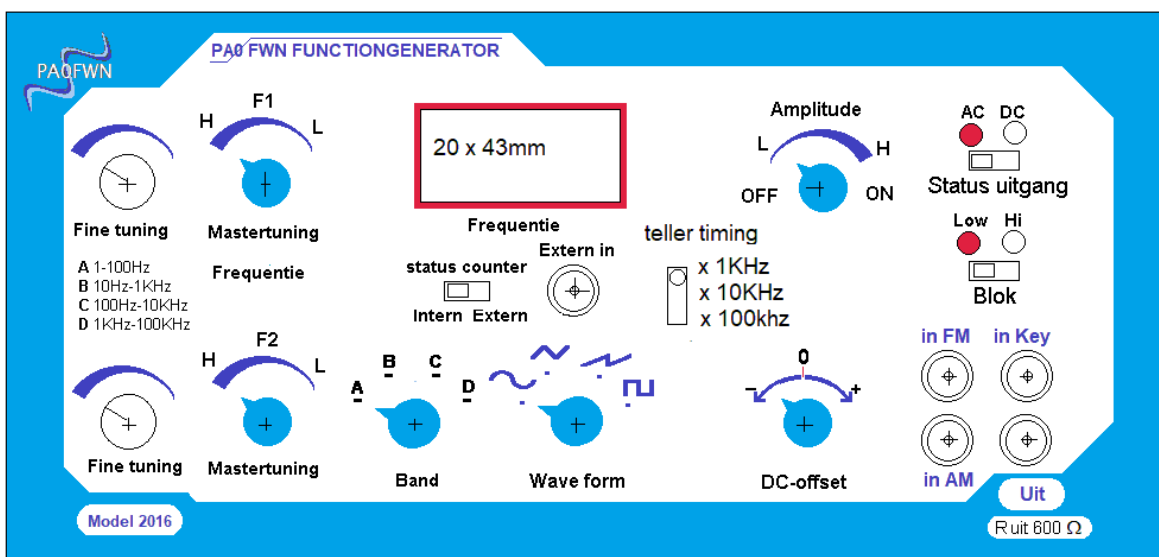 PA0 FWN FUNCTIONGENERATOR
PA0FWN
F1
H
L
Fine tuning
Mastertuning
20 x 43mm
Frequentie
Amplitude
L
H
OFF
ON
AC DC
Status uitgang
Low Hi
Blok
A 1-100Hz
B 10Hz-1KHz
C 100Hz-10KHz
D 1KHz-100KHz
Frequentie
status counter
Intern Extern
Extern in
teller timing
x 1KHz
x 10KHz
x 100khz
F2
H
L
Fine tuning
Mastertuning
A
B
C
D
Band
Wave form
0
- +
DC-offset
in FM
in Key
in AM
Uit
Model 2016
Ruit 600 Ω